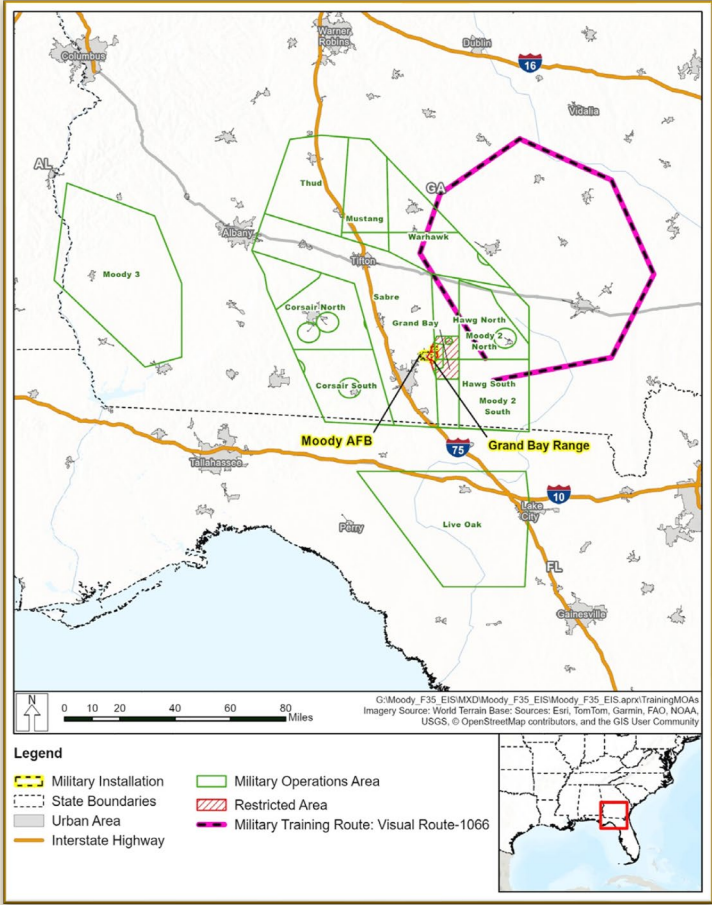 Columbus
Warner
Robins
Dublin
16
Vidalia
AL
GA
Thud
Mustang
Warhawk
Albany
Tifton
Moody 3
Sabre
Corsair North
Grand Bay
Hawg North
Moody 2
North
Corsair South
Hawg South
Moody 2
South
Moody AFB
Grand Bay Range
75
Tallahassee
10
Lake
City
Perry
Live Oak
FL
Gainesville
N
0 10 20 40 60 80
Miles
G:\Moody_F35_EIS\MXD\Moody_F35_EIS\Moody_F35_EIS.aprx\TrainingMOAs
Imagery Source: World Terrain Base: Sources: Esri, TomTom, Garmin, FAO, NOAA,
USGS, © OpenStreetMap contributors, and the GIS User Community
Legend
Military Installation
State Boundaries
Urban Area
Interstate Highway
Military Operations Area
Restricted Area
Military Training Route: Visual Route-1066